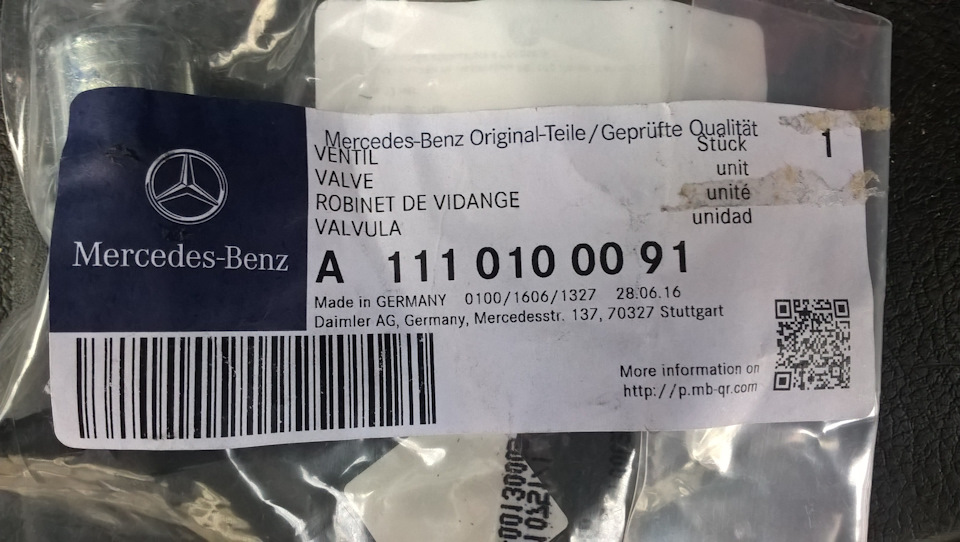 Mercedes-Benz Original-Teile/Geprüfte Qualität
VENTIL Stück 1
VALVE unit
ROBINET DE VIDANGE unité
VALVULA unidad
Mercedes-Benz
A 111 010 00 91
Made in GERMANY 0100/1606/1327 28.06.16
Daimler AG, Germany, Mercedesstr. 137, 70327 Stuttgart
More information on
http://p.mb-qr.com